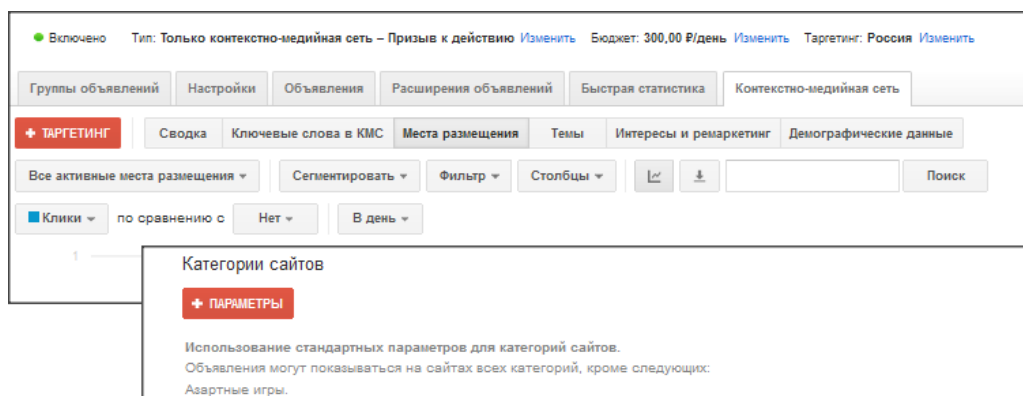 Включено Тип: Только контекстно-медийная сеть – Призыв к действию Изменить Бюджет: 300,00 ₽/день Изменить Таргетинг: Россия Изменить
Группы объявлений Настройки Объявления Расширения объявлений Быстрая статистика Контекстно-медийная сеть
+ ТАРГЕТИНГ Сводка Ключевые слова в КМС Места размещения Темы Интересы и ремаркетинг Демографические данные
Все активные места размещения Сегментировать Фильтр Столбцы Поиск
Клики по сравнению с Нет В день
1
Категории сайтов
+ ПАРАМЕТРЫ
Использование стандартных параметров для категорий сайтов.
Объявления могут показываться на сайтах всех категорий, кроме следующих:
Азартные игры.